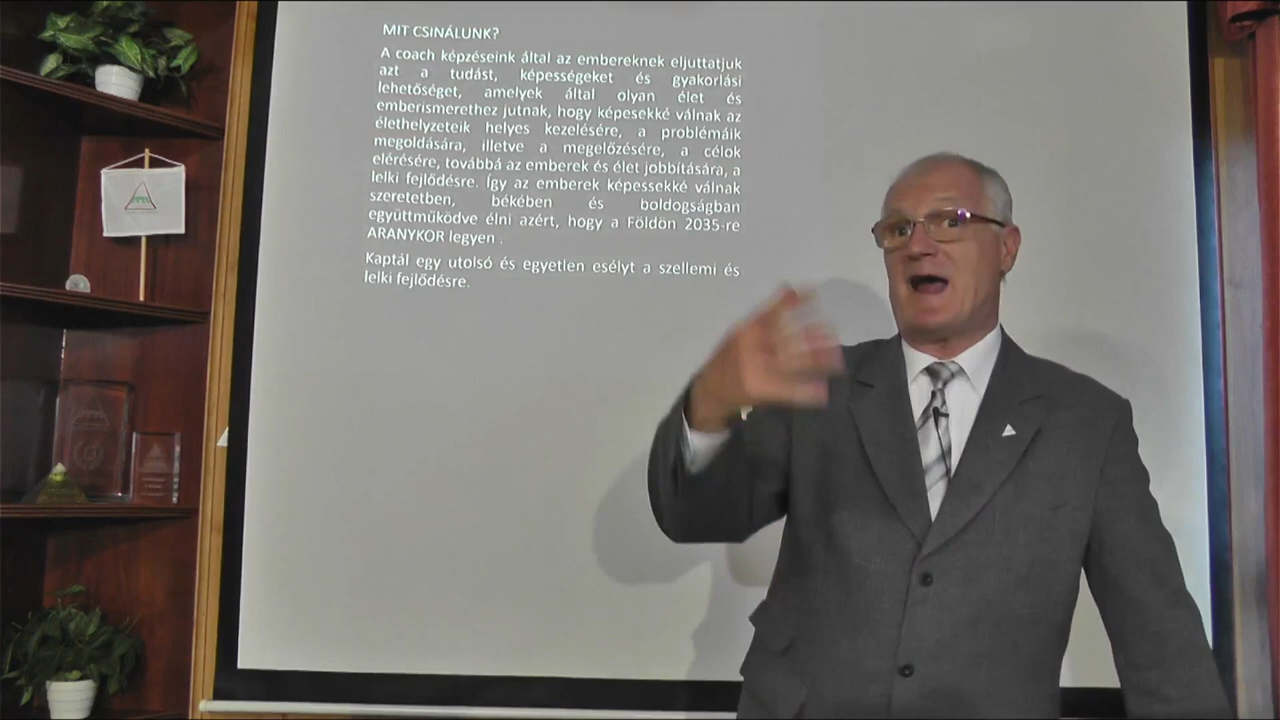 MIT CSINÁLUNK?
A coach képzéseink által az embereknek eljuttatjuk
azt a tudást, képességeket és gyakorlási
lehetőséget, amelyek által olyan élet és
emberismerethez jutnak, hogy képesekké válnak az
élethelyzeteik helyes kezelésére, a problémáik
megoldására, illetve a megelőzésére, a célok
elérésére, továbbá az emberek és élet jobbítására, a
lelki fejlődésre. Így az emberek képessekké válnak
szeretetben, békében és boldogságban
együttműködve élni azért, hogy a Földön 2035-re
ARANYKOR legyen .
Kaptál egy utolsó és egyetlen esélyt a szellemi és
lelki fejlődésre.